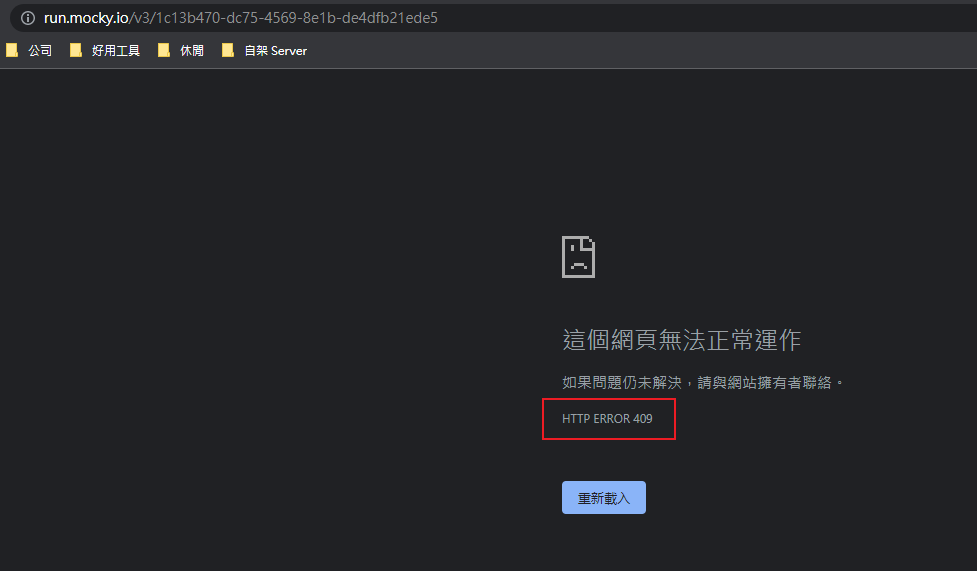 run.mocky.io/v3/1c13b470-dc75-4569-8e1b-de4dfb21ede5
公司 好用工具 休閒 自架 Server
這個網頁無法正常運作
如果問題仍未解決，請與網站擁有者聯絡。
HTTP ERROR 409
重新載入